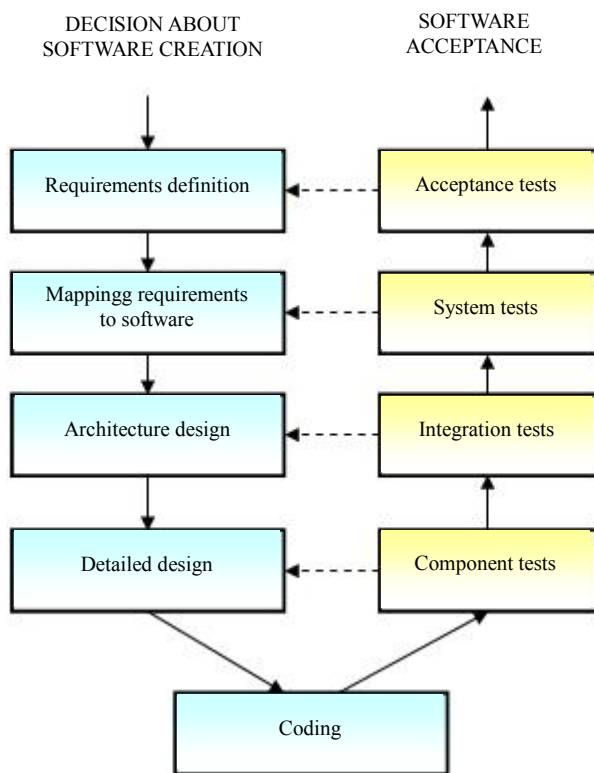 DECISION ABOUT
SOFTWARE CREATION
SOFTWARE
ACCEPTANCE
Requirements definition
Acceptance tests
Mappingg requirements
to software
System tests
Architecture design
Integration tests
Detailed design
Component tests
Coding